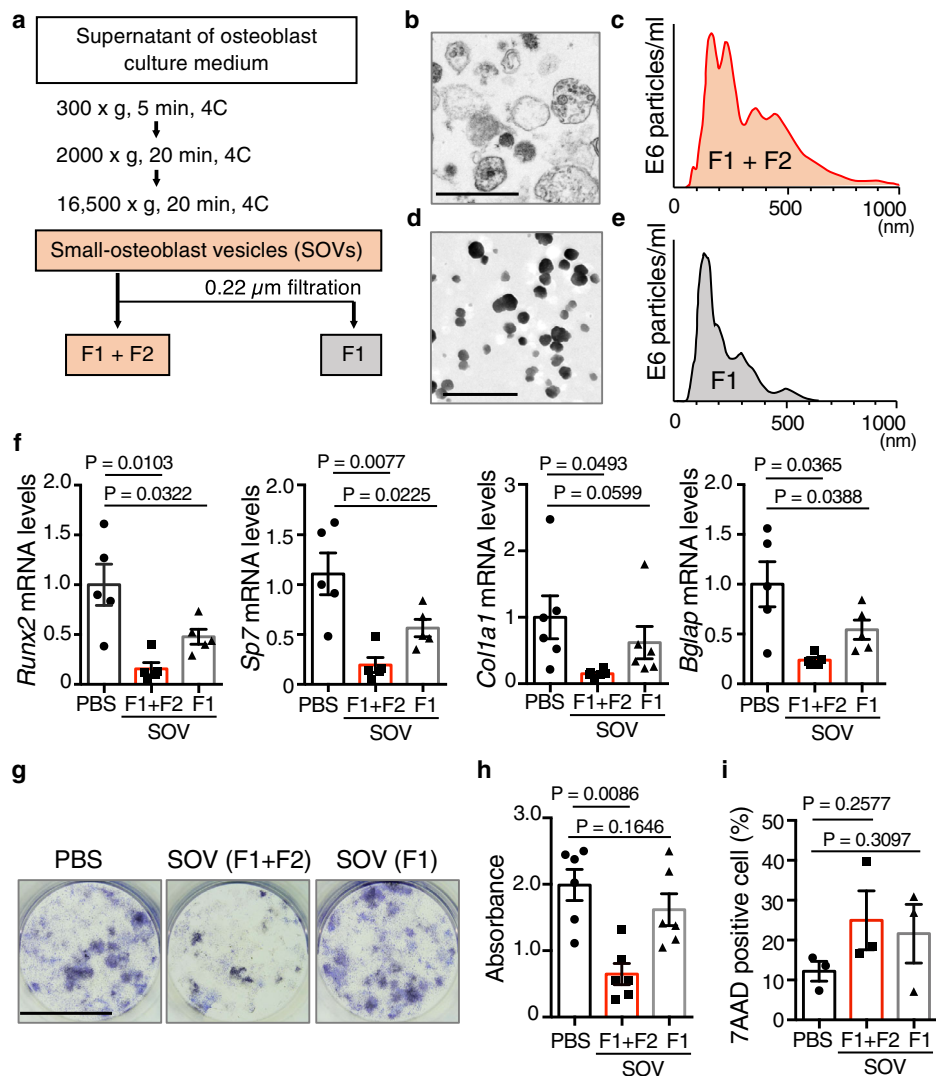 a
Supernatant of osteoblast
culture medium
300 x g, 5 min, 4C
2000 x g, 20 min, 4C
16,500 x g, 20 min, 4C
Small-osteoblast vesicles (SOVs)
0.22 µm filtration
F1 + F2
F1
b
c
E6 particles/ml
F1 + F2
0
500
1000
(nm)
d
e
E6 particles/ml
F1
0
500
1000
(nm)
f
P = 0.0103
P = 0.0322
Runx2 mRNA levels
2.0
1.5
1.0
0.5
0
PBS
F1+F2
F1
SOV
P = 0.0077
P = 0.0225
Sp7 mRNA levels
2.0
1.5
1.0
0.5
0
PBS
F1+F2
F1
SOV
P = 0.0493
P = 0.0599
Col1a1 mRNA levels
3
2
1
0
PBS
F1+F2
F1
SOV
P = 0.0365
P = 0.0388
Bglap mRNA levels
2.0
1.5
1.0
0.5
0
PBS
F1+F2
F1
SOV
g
PBS
SOV (F1+F2)
SOV (F1)
h
P = 0.0086
P = 0.1646
Absorbance
3.0
2.0
1.0
0
PBS
F1+F2
F1
SOV
i
P = 0.2577
P = 0.3097
7AAD positive cell (%)
50
40
30
20
10
0
PBS
F1+F2
F1
SOV